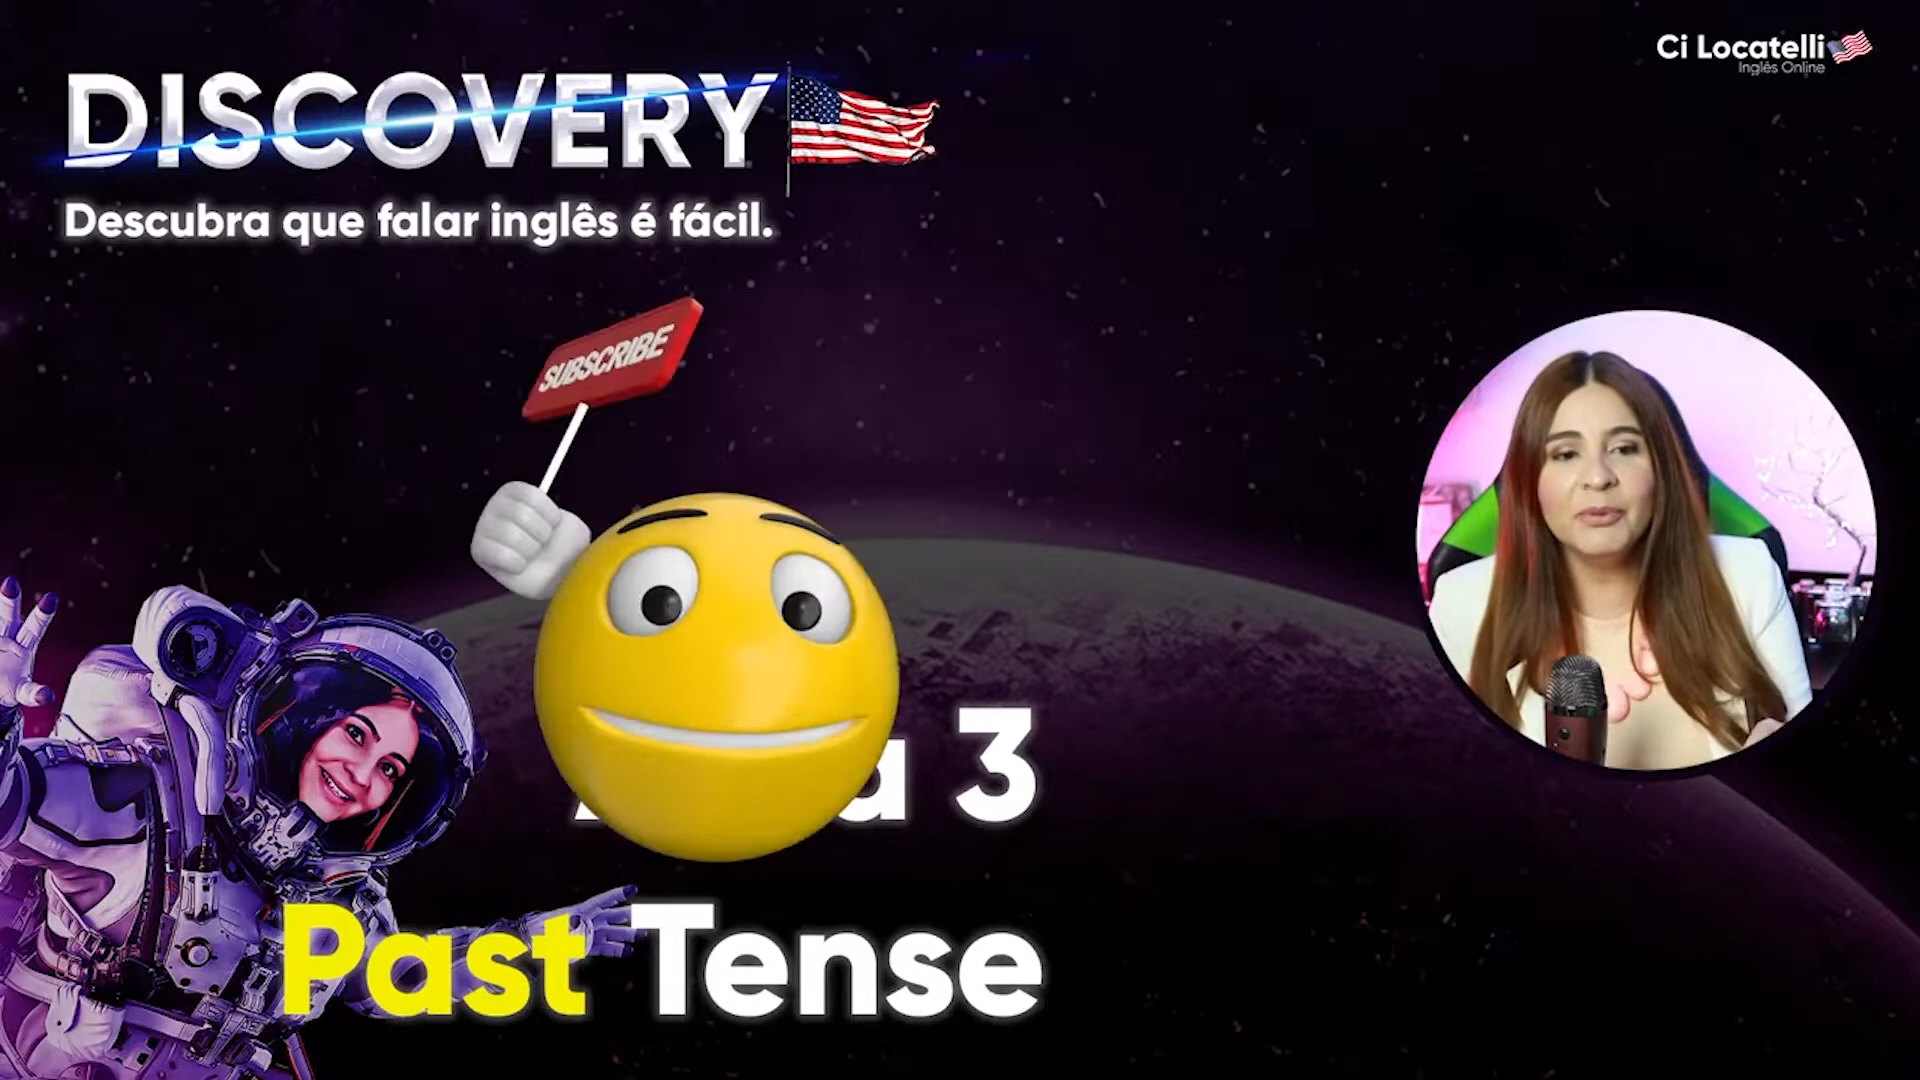 Ci Locatelli
Inglês Online
DISCOVERY
Descubra que falar inglês é fácil.
SUBSCRIBE
3
Past Tense